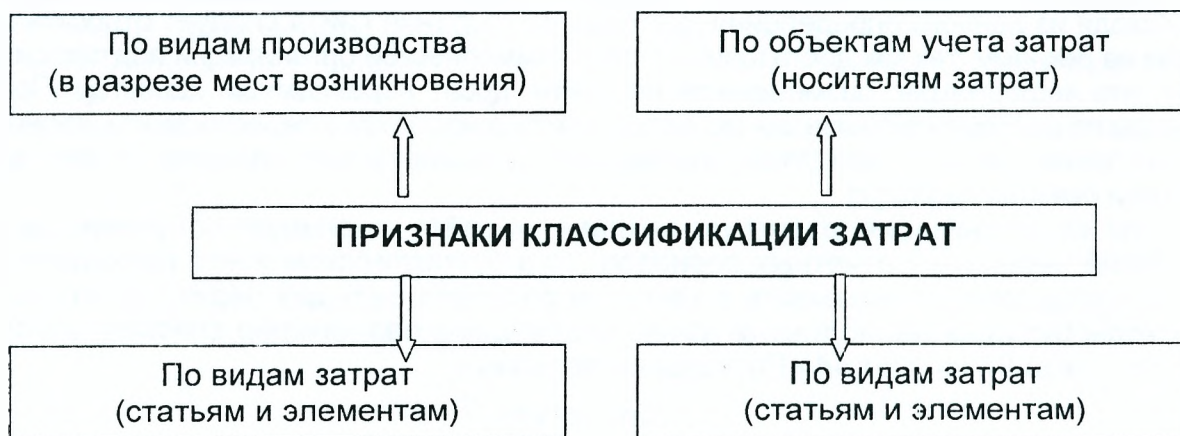 По видам производства
(в разрезе мест возникновения)
По объектам учета затрат
(носителям затрат)
ПРИЗНАКИ КЛАССИФИКАЦИИ ЗАТРАТ
По видам затрат
(статьям и элементам)
По видам затрат
(статьям и элементам)